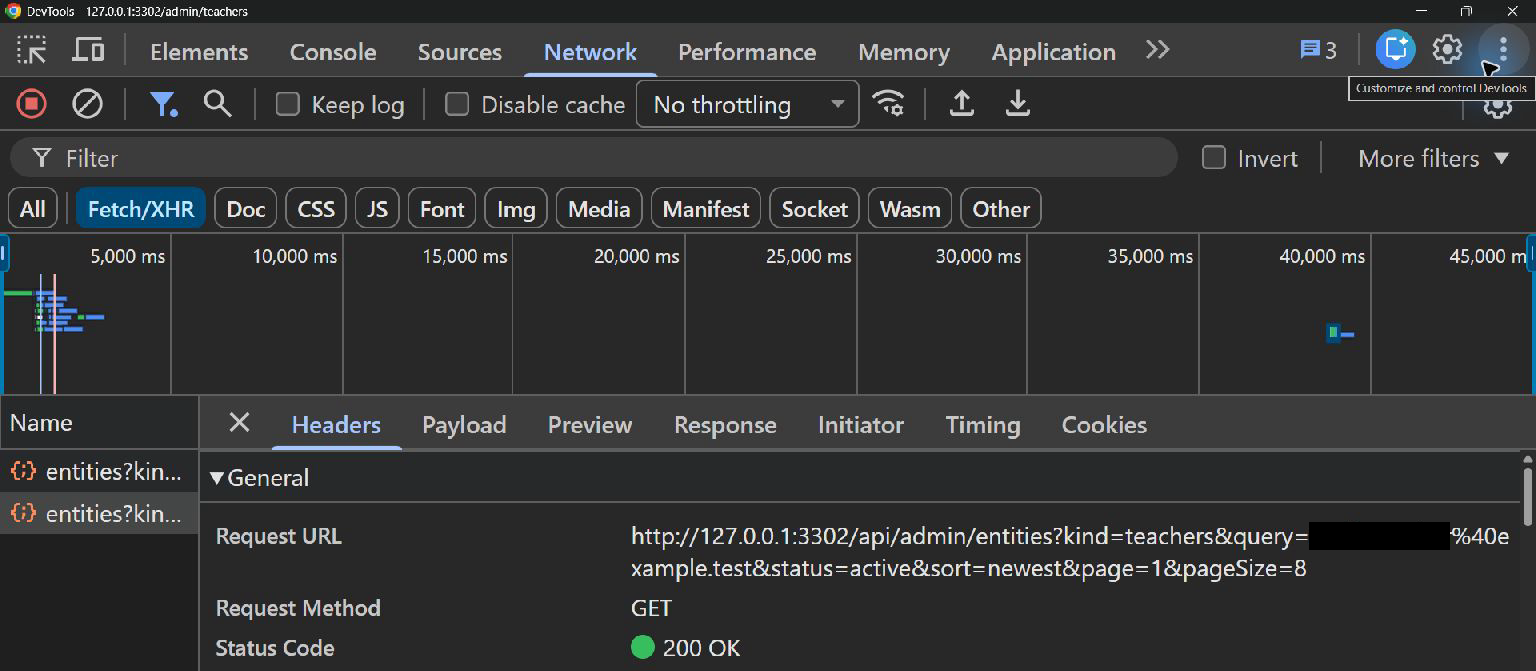 DevTools 127.0.0.1:3302/admin/teachers
Elements Console Sources Network Performance Memory Application 3
Customize and control DevTools
Keep log Disable cache No throttling
Filter Invert More filters
All Fetch/XHR Doc CSS JS Font Img Media Manifest Socket Wasm Other
5,000 ms 10,000 ms 15,000 ms 20,000 ms 25,000 ms 30,000 ms 35,000 ms 40,000 ms 45,000 m
Name Headers Payload Preview Response Initiator Timing Cookies
entities?kin...
entities?kin...
General
Request URL http://127.0.0.1:3302/api/admin/entities?kind=teachers&query= %40e
xample.test&status=active&sort=newest&page=1&pageSize=8
Request Method GET
Status Code 200 OK